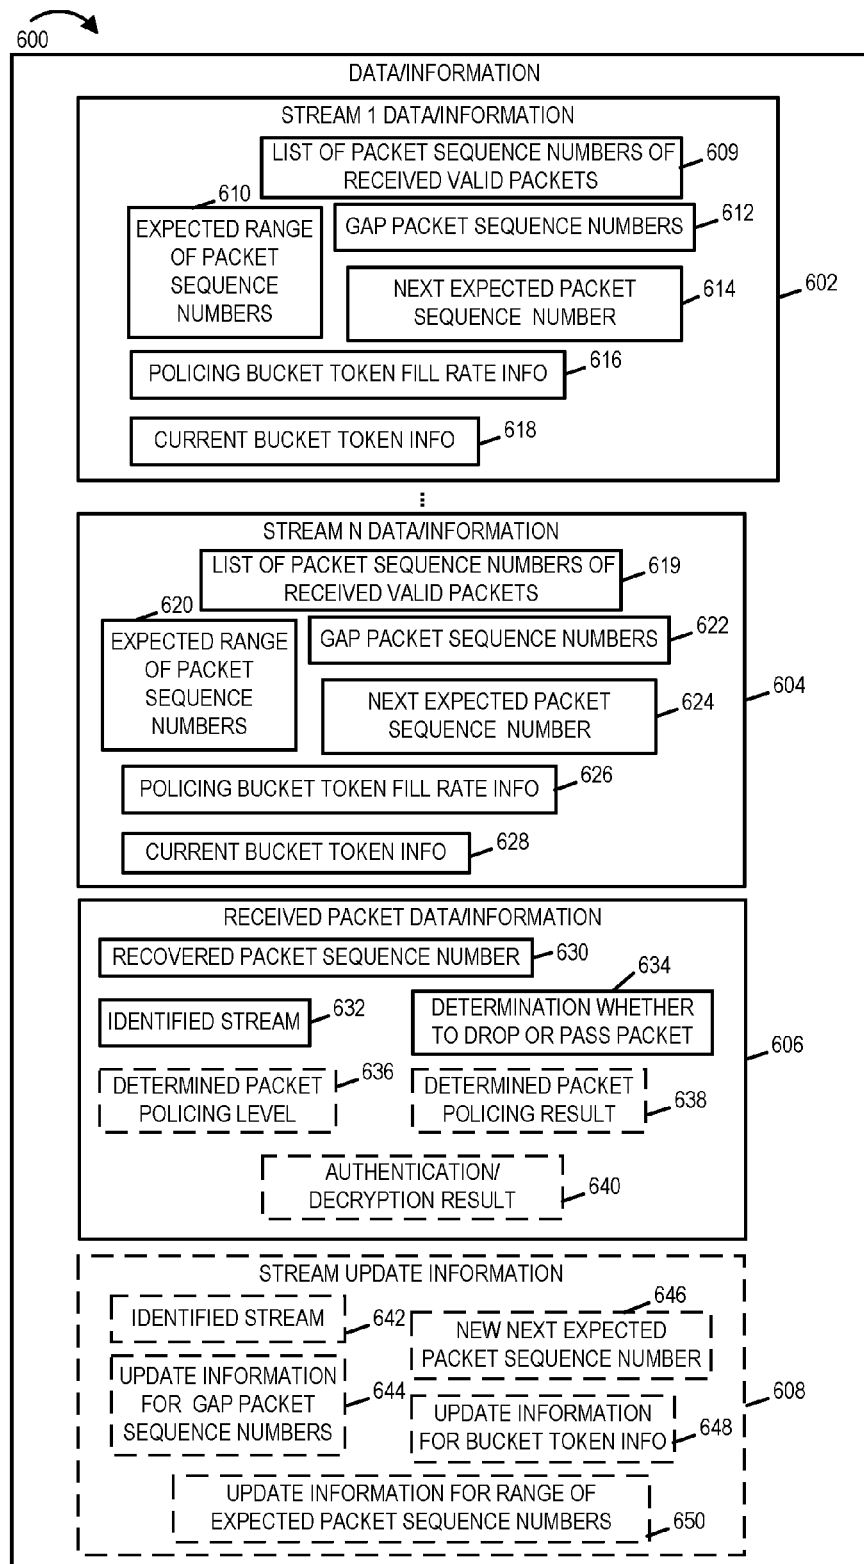 600
DATA/INFORMATION
STREAM 1 DATA/INFORMATION
LIST OF PACKET SEQUENCE NUMBERS OF
RECEIVED VALID PACKETS
609
610
EXPECTED RANGE
OF PACKET
SEQUENCE
NUMBERS
GAP PACKET SEQUENCE NUMBERS
612
NEXT EXPECTED PACKET
SEQUENCE NUMBER
614
602
POLICING BUCKET TOKEN FILL RATE INFO
616
CURRENT BUCKET TOKEN INFO
618
...
STREAM N DATA/INFORMATION
LIST OF PACKET SEQUENCE NUMBERS OF
RECEIVED VALID PACKETS
619
620
EXPECTED RANGE
OF PACKET
SEQUENCE
NUMBERS
GAP PACKET SEQUENCE NUMBERS
622
NEXT EXPECTED PACKET
SEQUENCE NUMBER
624
604
POLICING BUCKET TOKEN FILL RATE INFO
626
CURRENT BUCKET TOKEN INFO
628
RECEIVED PACKET DATA/INFORMATION
RECOVERED PACKET SEQUENCE NUMBER
630
634
IDENTIFIED STREAM
632
DETERMINATION WHETHER
TO DROP OR PASS PACKET
606
DETERMINED PACKET
POLICING LEVEL
636
DETERMINED PACKET
POLICING RESULT
638
AUTHENTICATION/
DECRYPTION RESULT
640
STREAM UPDATE INFORMATION
IDENTIFIED STREAM
642
646
NEW NEXT EXPECTED
PACKET SEQUENCE NUMBER
UPDATE INFORMATION
FOR GAP PACKET
SEQUENCE NUMBERS
644
608
UPDATE INFORMATION
FOR BUCKET TOKEN INFO
648
UPDATE INFORMATION FOR RANGE OF
EXPECTED PACKET SEQUENCE NUMBERS
650